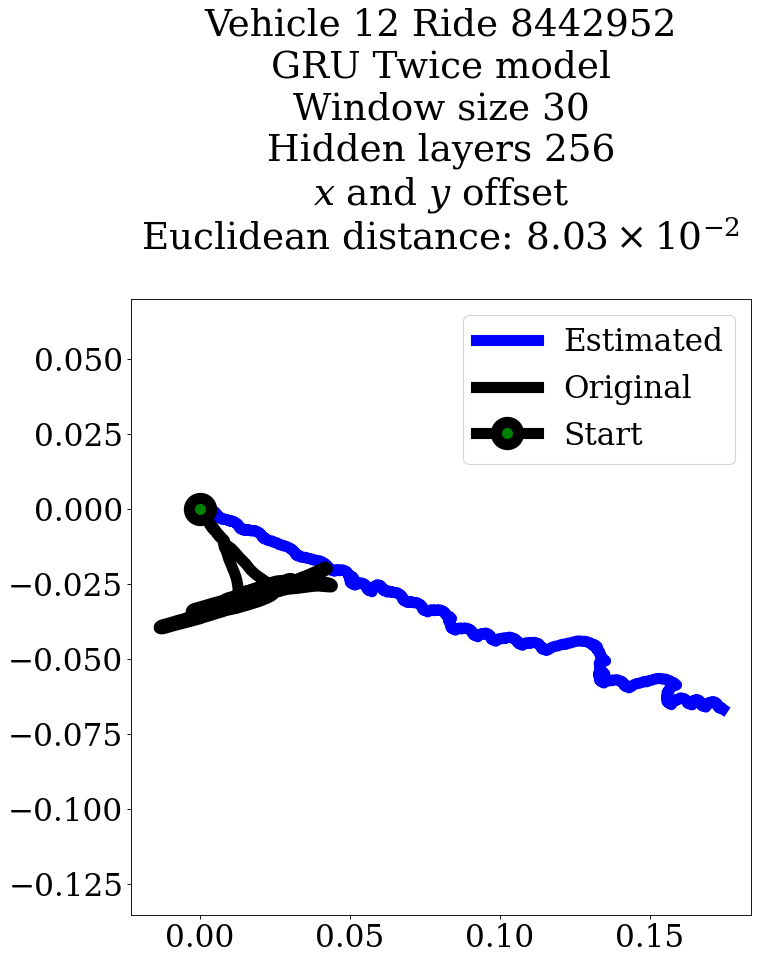 Vehicle 12 Ride 8442952
GRU Twice model
Window size 30
Hidden layers 256
x and y offset
Euclidean distance: 8.03 × 10⁻²
Estimated
Original
Start
0.050
0.025
0.000
−0.025
−0.050
−0.075
−0.100
−0.125
0.00 0.05 0.10 0.15